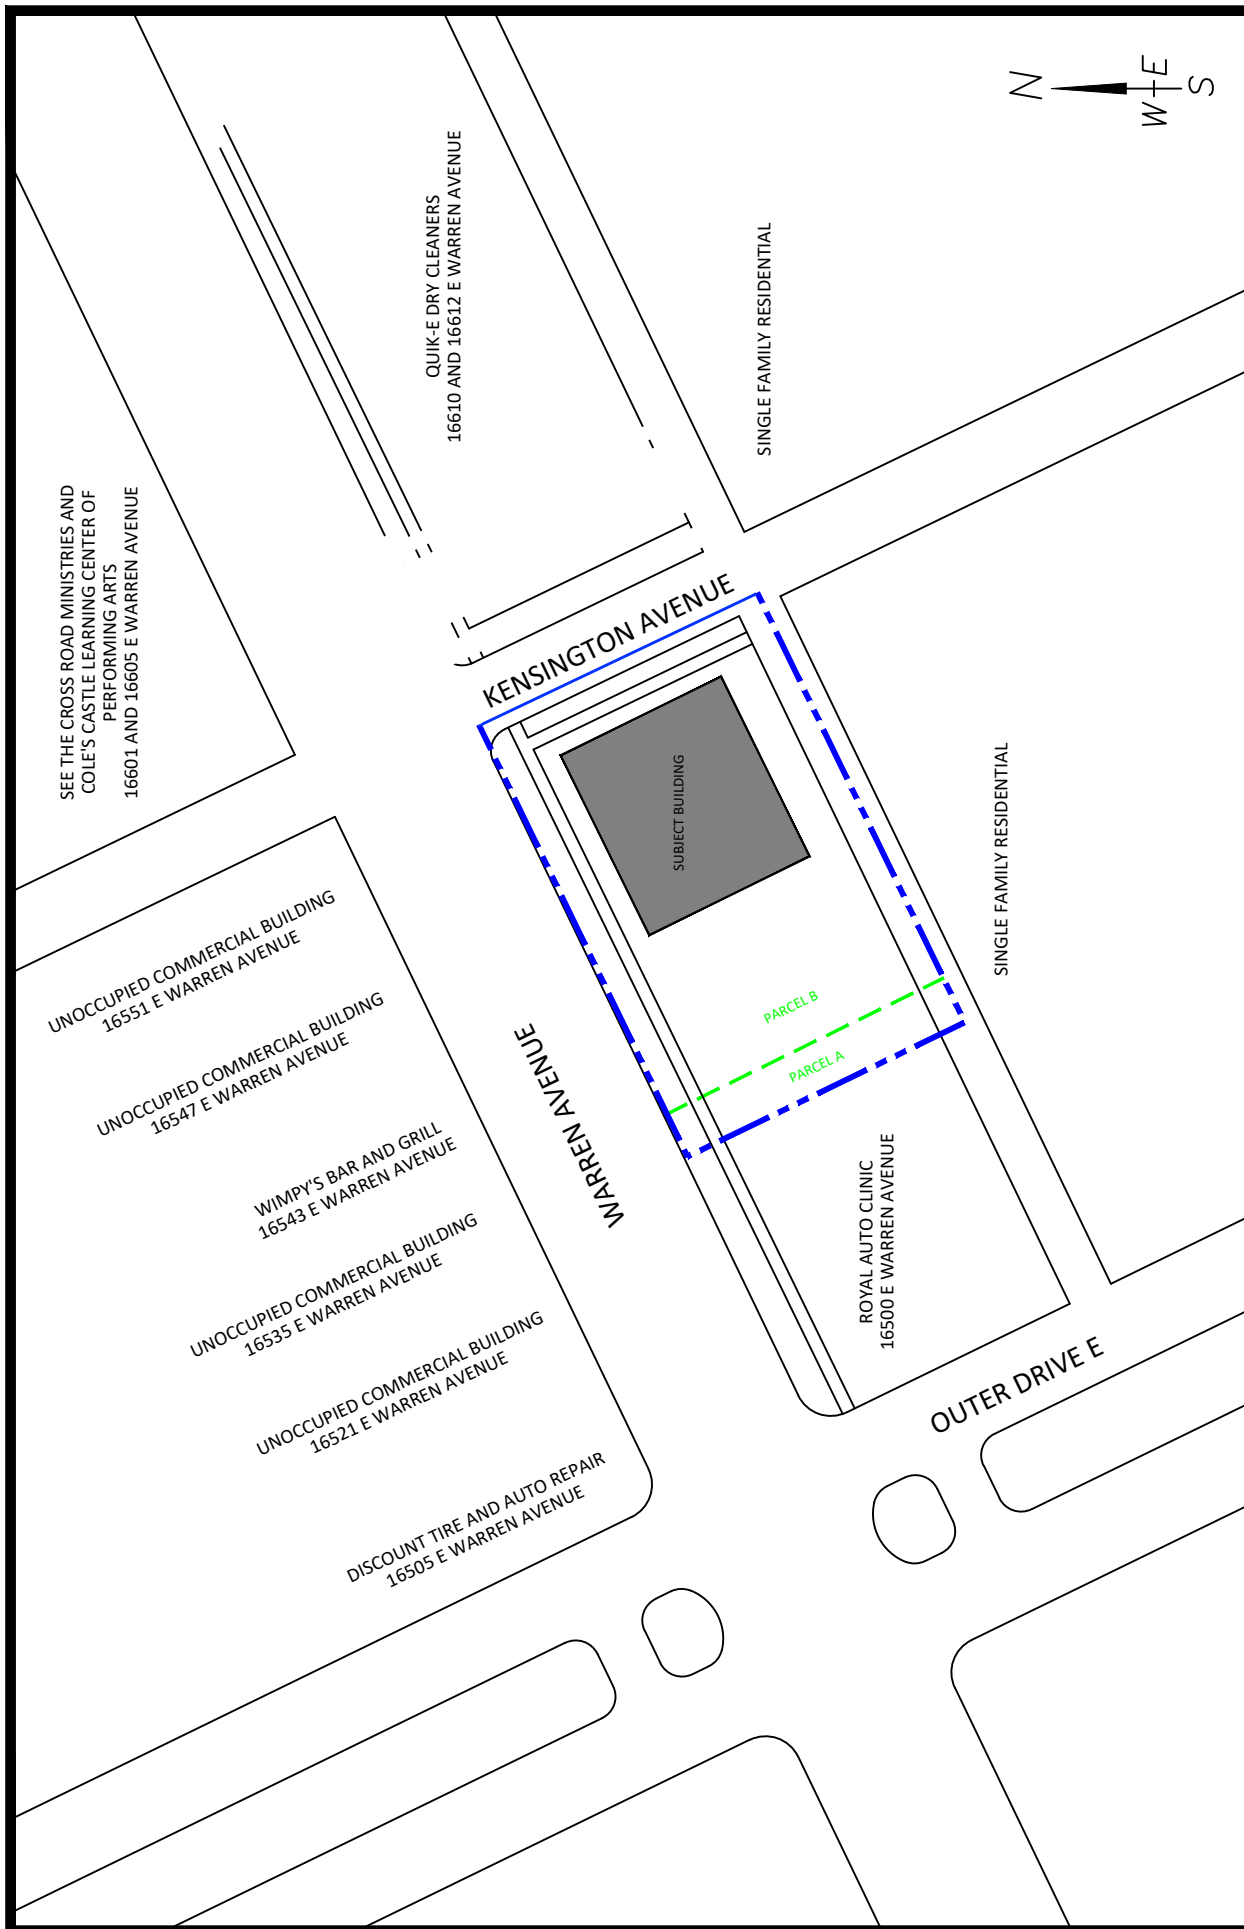 SEE THE CROSS ROAD MINISTRIES AND
COLE'S CASTLE LEARNING CENTER OF
PERFORMING ARTS
16601 AND 16605 E WARREN AVENUE
QUIK-E DRY CLEANERS
16610 AND 16612 E WARREN AVENUE
SINGLE FAMILY RESIDENTIAL
N
W E
S
KENSINGTON AVENUE
SUBJECT BUILDING
SINGLE FAMILY RESIDENTIAL
UNOCCUPIED COMMERCIAL BUILDING
16551 E WARREN AVENUE
UNOCCUPIED COMMERCIAL BUILDING
16547 E WARREN AVENUE
WIMPY'S BAR AND GRILL
16543 E WARREN AVENUE
UNOCCUPIED COMMERCIAL BUILDING
16535 E WARREN AVENUE
UNOCCUPIED COMMERCIAL BUILDING
16521 E WARREN AVENUE
DISCOUNT TIRE AND AUTO REPAIR
16505 E WARREN AVENUE
WARREN AVENUE
PARCEL B
PARCEL A
ROYAL AUTO CLINIC
16500 E WARREN AVENUE
OUTER DRIVE E